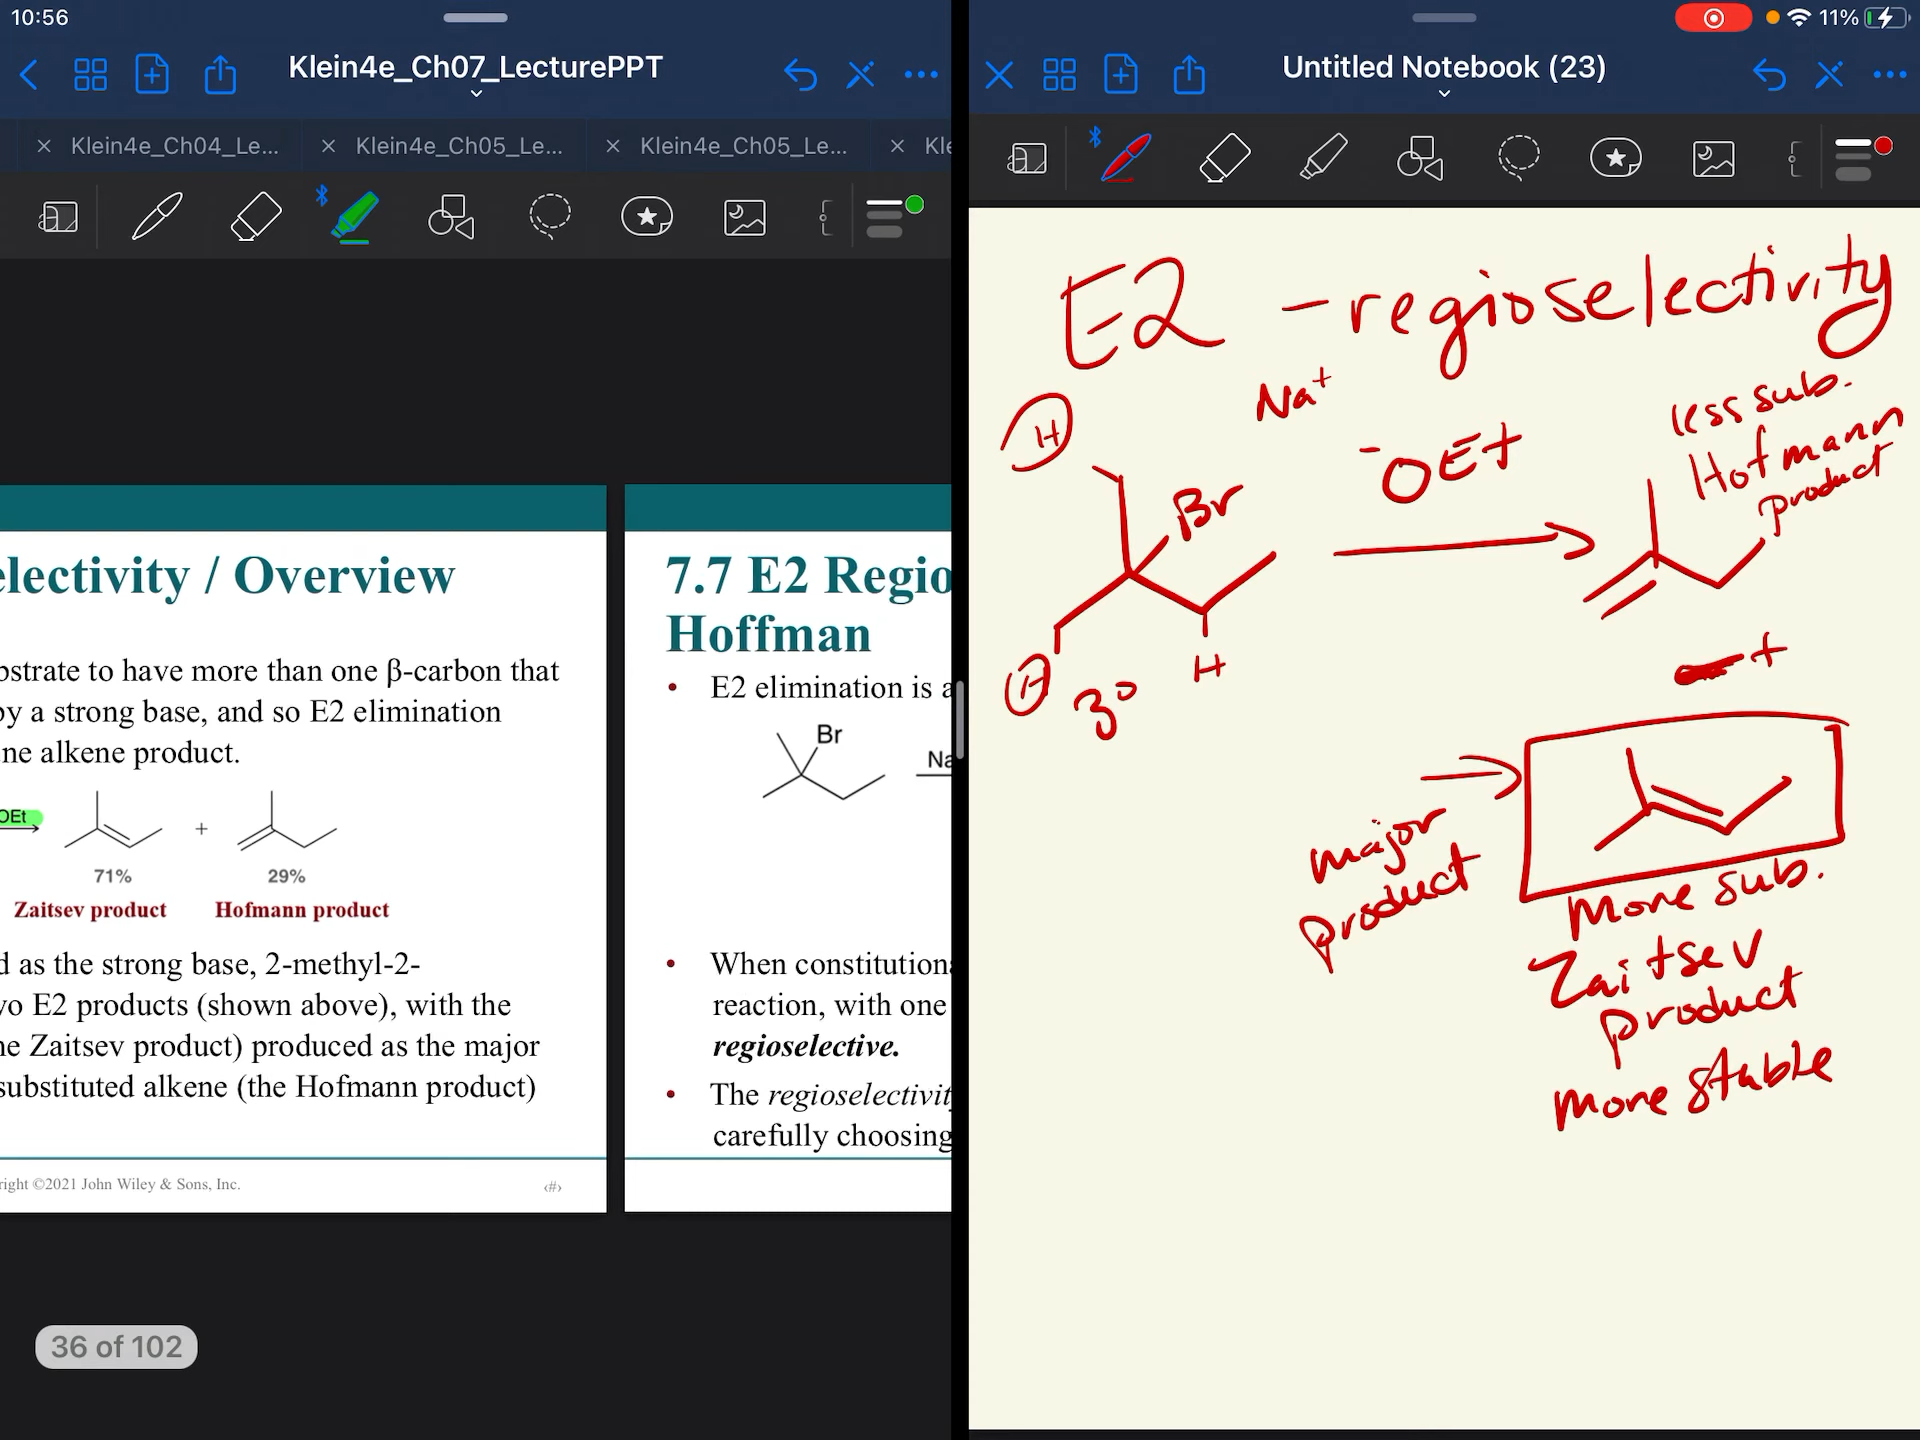 10:56
Klein4e_Ch07_LecturePPT
Klein4e_Ch04_Le...
Klein4e_Ch05_Le...
Klein4e_Ch05_Le...
Kle
electivity / Overview
bstrate to have more than one β-carbon that
by a strong base, and so E2 elimination
ne alkene product.
OEt
+
71%
29%
Zaitsev product
Hofmann product
d as the strong base, 2-methyl-2-
vo E2 products (shown above), with the
he Zaitsev product) produced as the major
substituted alkene (the Hofmann product)
right ©2021 John Wiley & Sons, Inc.
‹#›
7.7 E2 Regio
Hoffman
• E2 elimination is a
Br
Na
• When constitutiona
reaction, with one
regioselective.
• The regioselectivit
carefully choosing
36 of 102
11%
Untitled Notebook (23)
E2 - regioselectivity
Na+
-OEt
less sub.
Hofmann
product
H
Br
H
H
3°
+
major
product
more sub.
Zaitsev
product
more stable